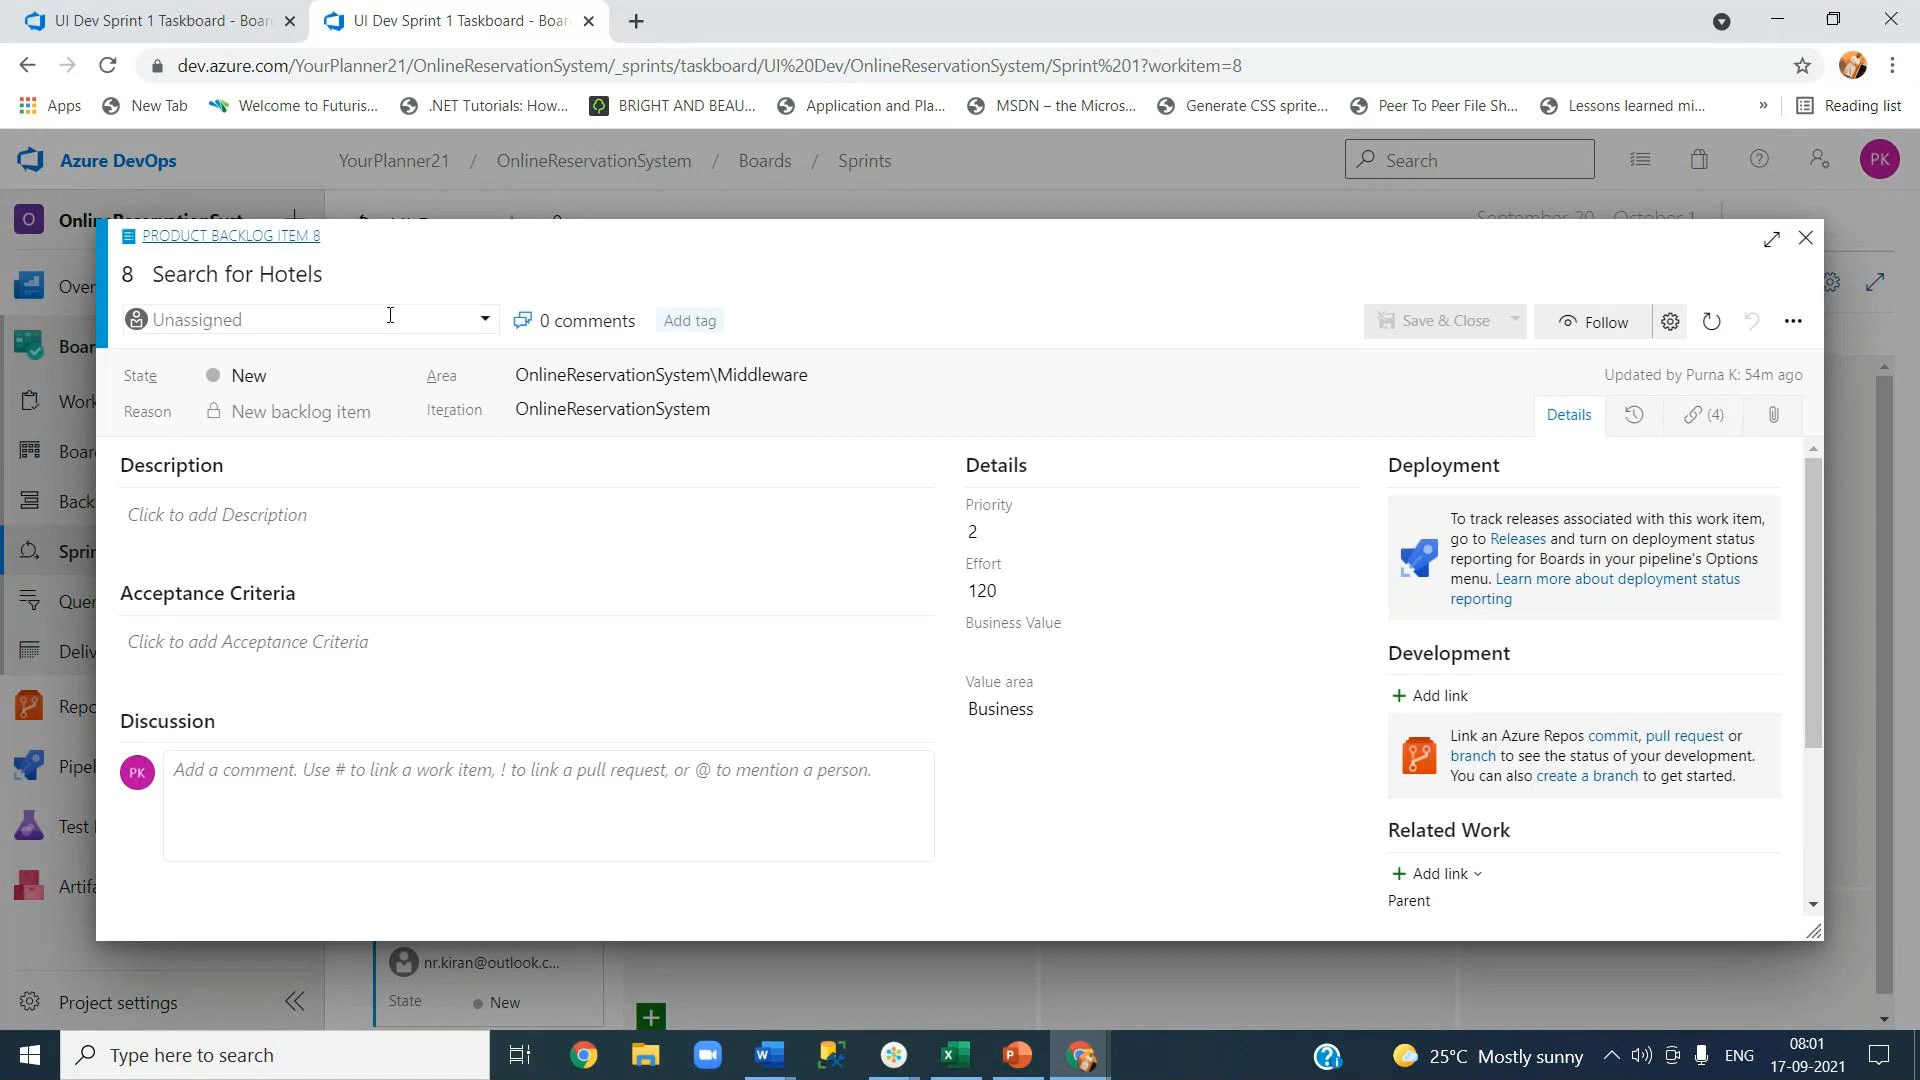 UI Dev Sprint 1 Taskboard - Boar
UI Dev Sprint 1 Taskboard - Boar
dev.azure.com/YourPlanner21/OnlineReservationSystem/_sprints/taskboard/UI%20Dev/OnlineReservationSystem/Sprint%201?workitem=8
Apps
New Tab
Welcome to Futuris...
.NET Tutorials: How...
BRIGHT AND BEAU...
Application and Pla...
MSDN – the Micros...
Generate CSS sprite...
Peer To Peer File Sh...
Lessons learned mi...
»
Reading list
Azure DevOps
YourPlanner21 / OnlineReservationSystem / Boards / Sprints
Search
PK
O
PRODUCT BACKLOG ITEM 8
8 Search for Hotels
Unassigned
0 comments
Add tag
Save & Close
Follow
State New
Area OnlineReservationSystem\Middleware
Updated by Purna K: 54m ago
Reason New backlog item
Iteration OnlineReservationSystem
Details
(4)
Description
Click to add Description
Acceptance Criteria
Click to add Acceptance Criteria
Discussion
PK
Add a comment. Use # to link a work item, ! to link a pull request, or @ to mention a person.
Details
Priority
2
Effort
120
Business Value
Value area
Business
Deployment
To track releases associated with this work item,
go to Releases and turn on deployment status
reporting for Boards in your pipeline's Options
menu. Learn more about deployment status
reporting
Development
+ Add link
Link an Azure Repos commit, pull request or
branch to see the status of your development.
You can also create a branch to get started.
Related Work
+ Add link
Parent
Over
Boar
Work
Boar
Back
Sprin
Quer
Deliv
Repo
Pipel
Test
Artifa
nr.kiran@outlook.c...
State New
Project settings
Type here to search
25°C Mostly sunny
ENG
08:01
17-09-2021